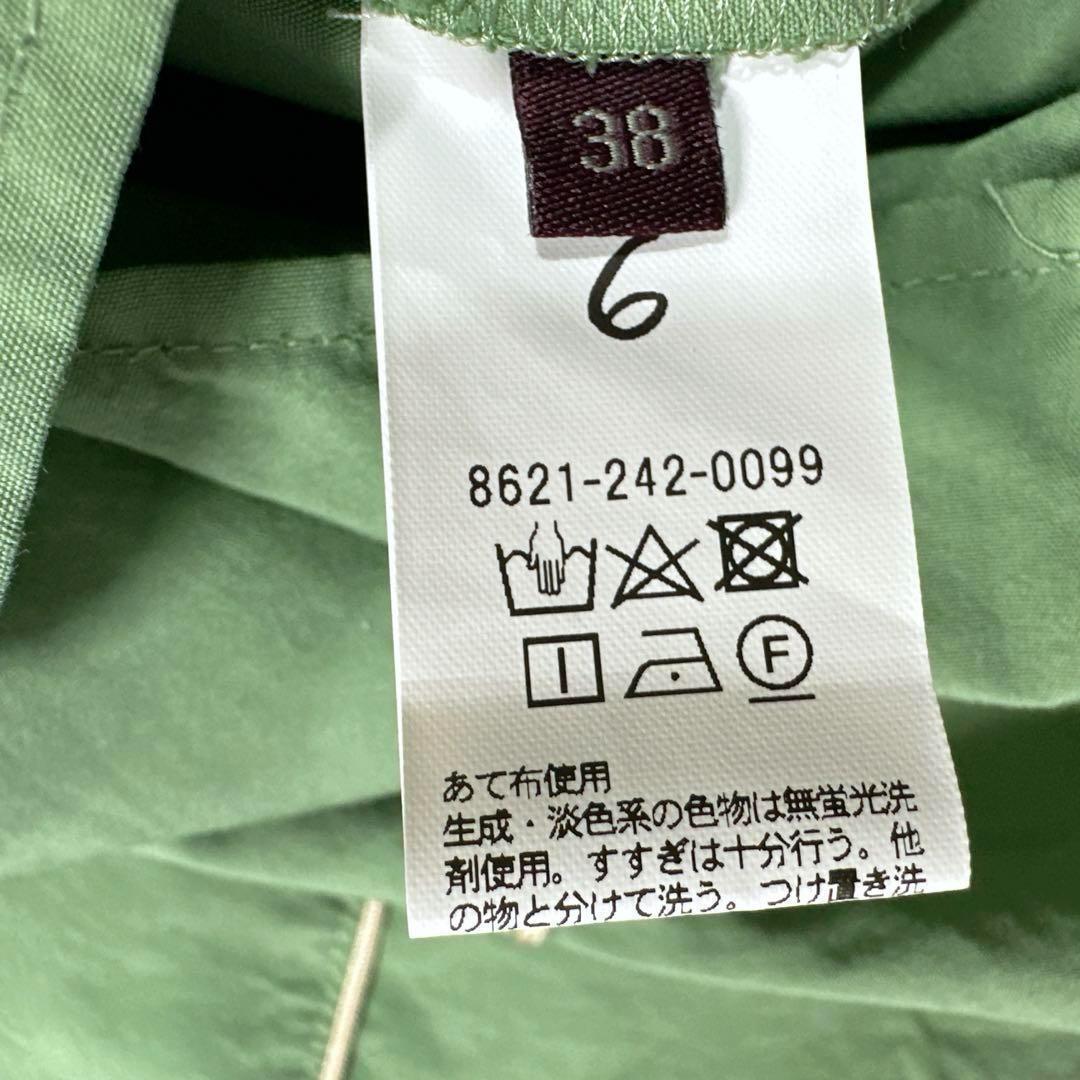 38
6
8621-242-0099
F
あて布使用
生成・淡色系の色物は無蛍光洗
剤使用。すすぎは十分行う。他
の物と分けて洗う。つけ置き洗